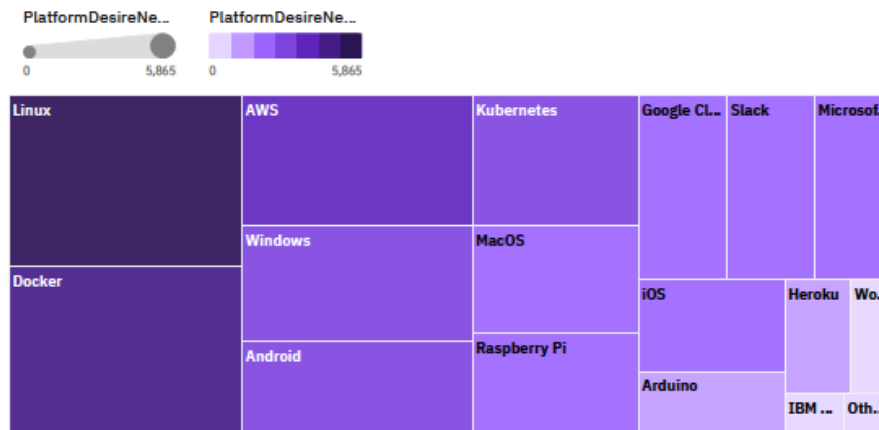 PlatformDesireNe... PlatformDesireNe...
0 5,865 0 5,865
Linux
AWS
Kubernetes
Google Cl...
Slack
Microsof.
Windows
MacOS
Docker
iOS
Heroku
Wo.
Android
Raspberry Pi
Arduino
IBM ...
Oth...